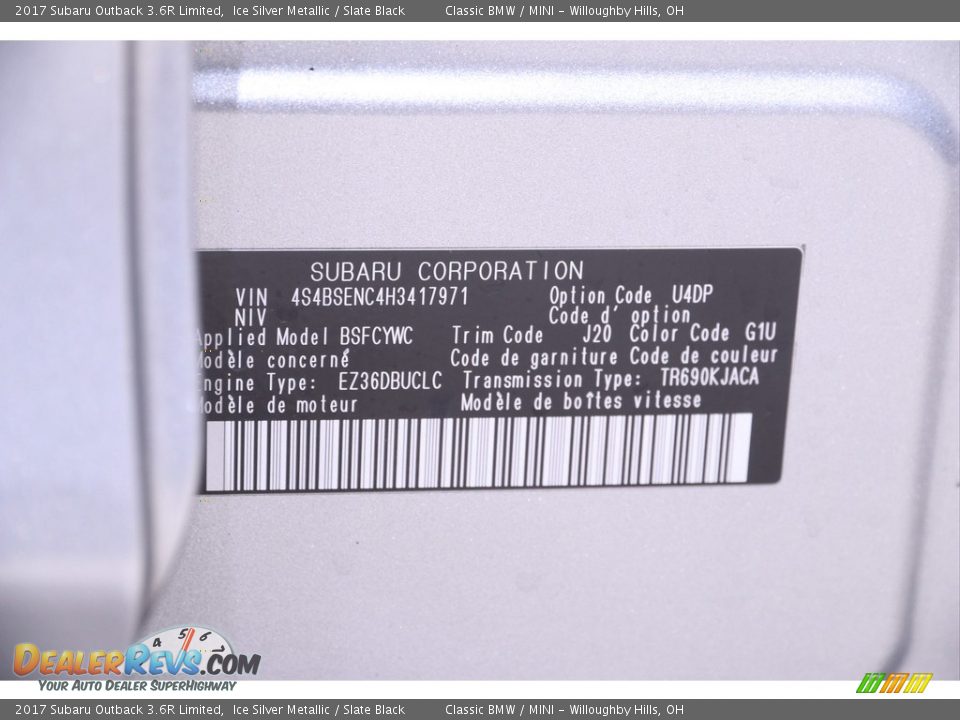 2017 Subaru Outback 3.6R Limited, Ice Silver Metallic / Slate Black Classic BMW / MINI - Willoughby Hills, OH
SUBARU CORPORATION
VIN 4S4BSENC4H3417971 Option Code U4DP
NIV Code d' option
Applied Model BSFCYWC Trim Code J20 Color Code G1U
Modèle concerné Code de garniture Code de couleur
Engine Type: EZ36DBUCLC Transmission Type: TR690KJACA
Modèle de moteur Modèle de boîtes vitesse
4 5 6 7
DealerRevs.com
Your Auto Dealer SuperHighway
2017 Subaru Outback 3.6R Limited, Ice Silver Metallic / Slate Black Classic BMW / MINI - Willoughby Hills, OH